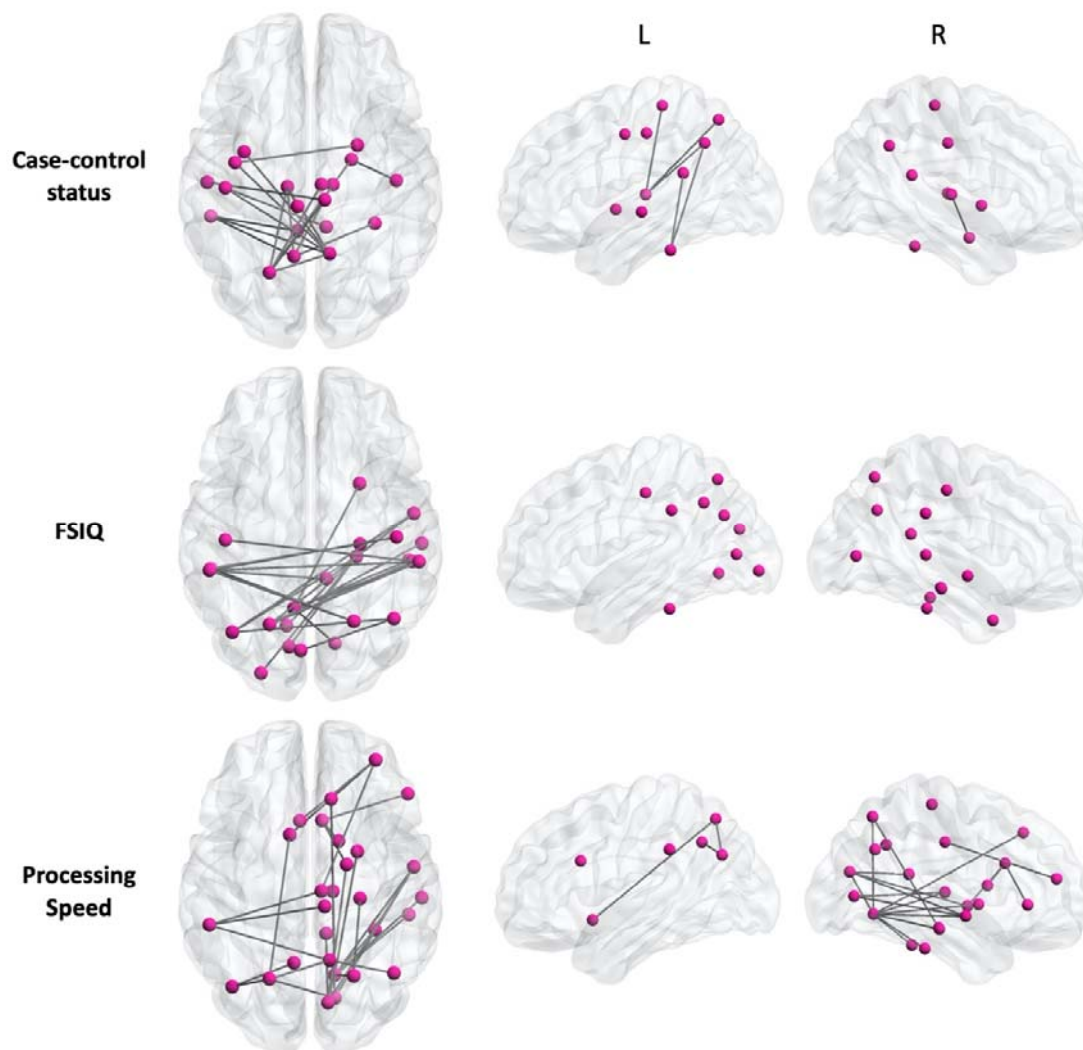 L
R
Case-control
status
FSIQ
Processing
Speed